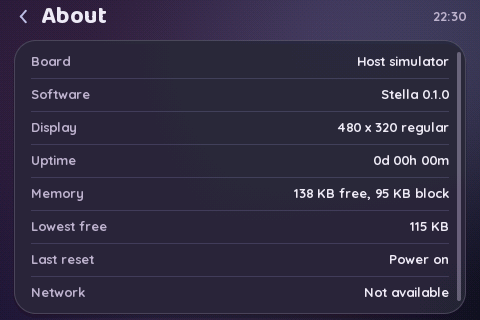 About
22:30
Board Host simulator
Software Stella 0.1.0
Display 480 x 320 regular
Uptime 0d 00h 00m
Memory 138 KB free, 95 KB block
Lowest free 115 KB
Last reset Power on
Network Not available